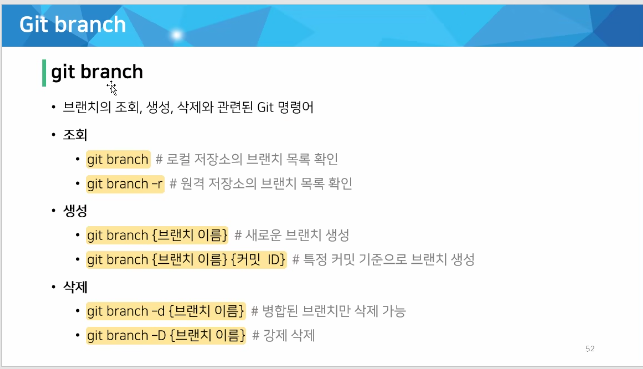 Git branch
git branch
• 브랜치의 조회, 생성, 삭제와 관련된 Git 명령어
• 조회
• git branch # 로컬 저장소의 브랜치 목록 확인
• git branch –r # 원격 저장소의 브랜치 목록 확인
• 생성
• git branch {브랜치 이름} # 새로운 브랜치 생성
• git branch {브랜치 이름} {커밋 ID} # 특정 커밋 기준으로 브랜치 생성
• 삭제
• git branch –d {브랜치 이름} # 병합된 브랜치만 삭제 가능
• git branch –D {브랜치 이름} # 강제 삭제
52